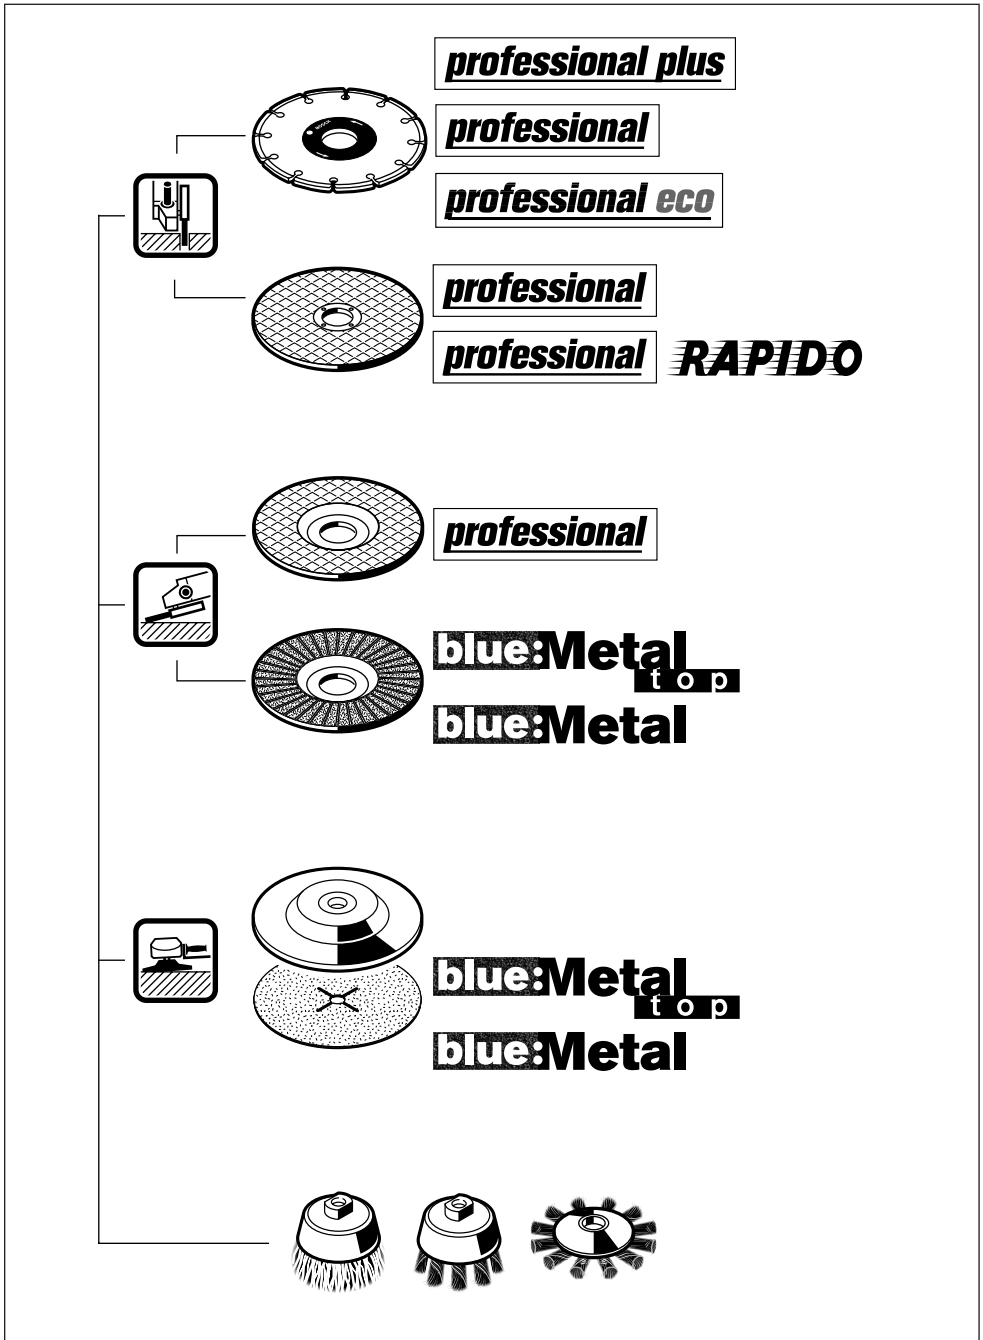 professional plus
BOSCH
professional
professional eco
professional
professional RAPIDO
professional
blue:Metal
top
blue:Metal
blue:Metal
top
blue:Metal